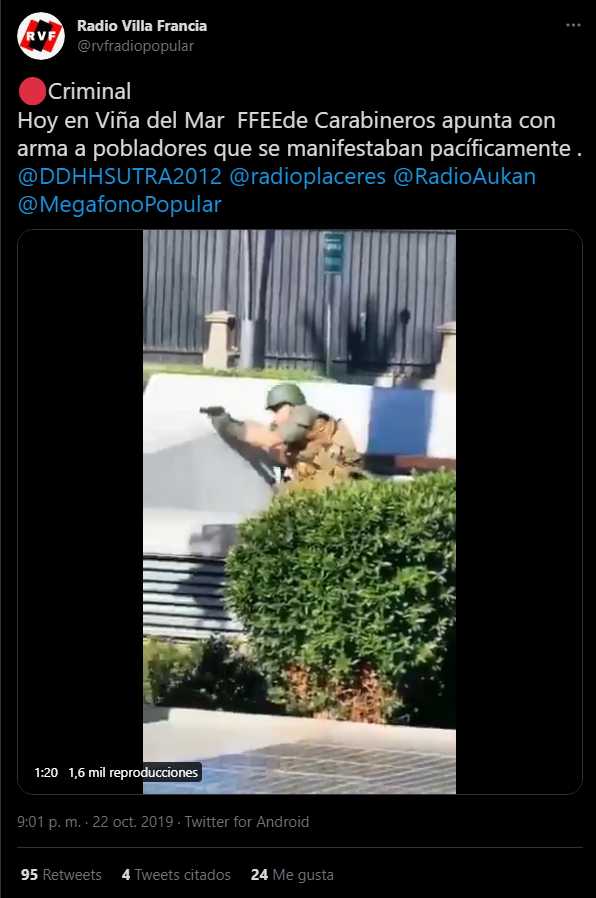 RVF
Radio Villa Francia
@rvfradiopopular
Criminal
Hoy en Viña del Mar FFEEde Carabineros apunta con
arma a pobladores que se manifestaban pacíficamente .
@DDHHSUTRA2012 @radioplaceres @RadioAukan
@MegafonoPopular
1:20 1,6 mil reproducciones
9:01 p. m. · 22 oct. 2019 · Twitter for Android
95 Retweets 4 Tweets citados 24 Me gusta